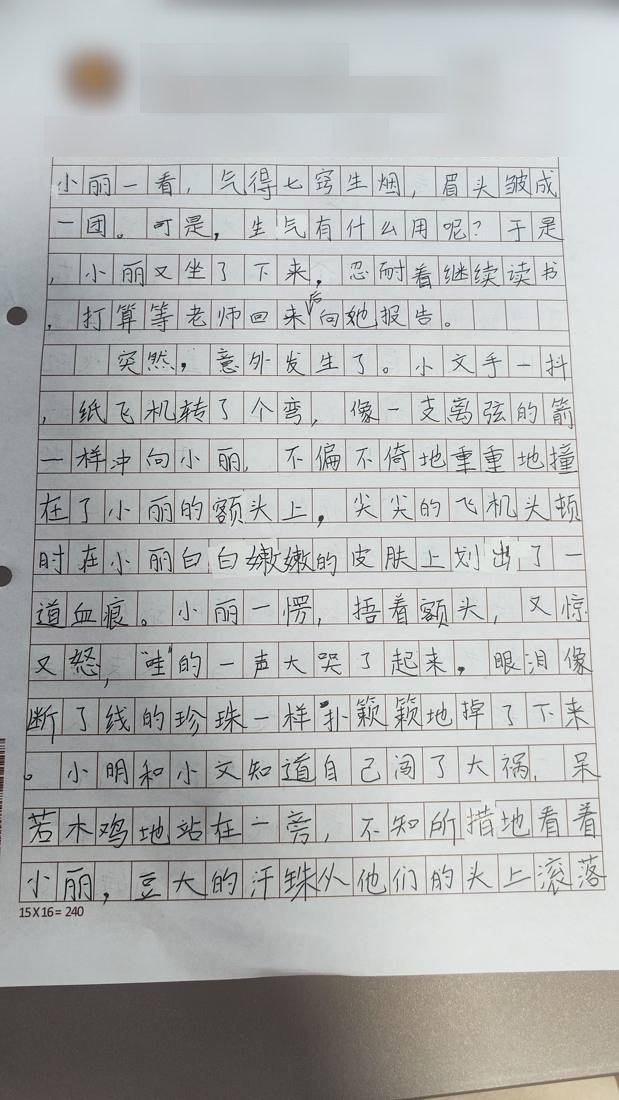 小丽一看，气得七窍生烟，眉头皱成
一团。可是，生气有什么用呢？于是
，小丽又坐了下来，忍耐着继续读书
，打算等老师回来后向她报告。
突然，意外发生了。小文手一抖
，纸飞机转了个弯，像一支离弦的箭
一样冲向小丽，不偏不倚地重重地撞
在了小丽的额头上，尖尖的飞机头顿
时在小丽白白嫩嫩的皮肤上划出了一
道血痕。小丽一愣，捂着额头，又惊
又怒，“哇”的一声大哭了起来，眼泪像
断了线的珍珠一样扑簌簌地掉了下来
。小明和小文知道自己闯了大祸，呆
若木鸡地站在一旁，不知所措地看着
小丽，豆大的汗珠从他们的头上滚落
15X16=240